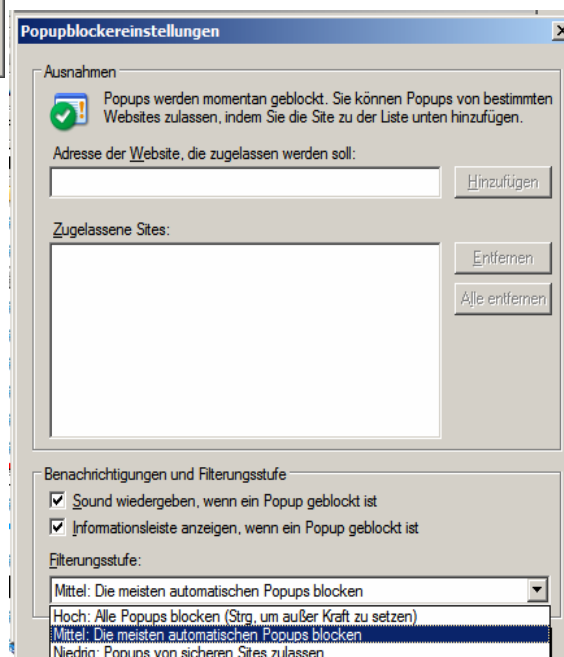 Popupblockereinstellungen
Ausnahmen
Popups werden momentan geblockt. Sie können Popups von bestimmten
Websites zulassen, indem Sie die Site zu der Liste unten hinzufügen.
Adresse der Website, die zugelassen werden soll:
Hinzufügen
Zugelassene Sites:
Entfernen
Alle entfernen
Benachrichtigungen und Filterungsstufe
Sound wiedergeben, wenn ein Popup geblockt ist
Informationsleiste anzeigen, wenn ein Popup geblockt ist
Filterungsstufe:
Mittel: Die meisten automatischen Popups blocken
Hoch: Alle Popups blocken (Strg, um außer Kraft zu setzen)
Mittel: Die meisten automatischen Popups blocken
Niedrig: Popups von sicheren Sites zulassen